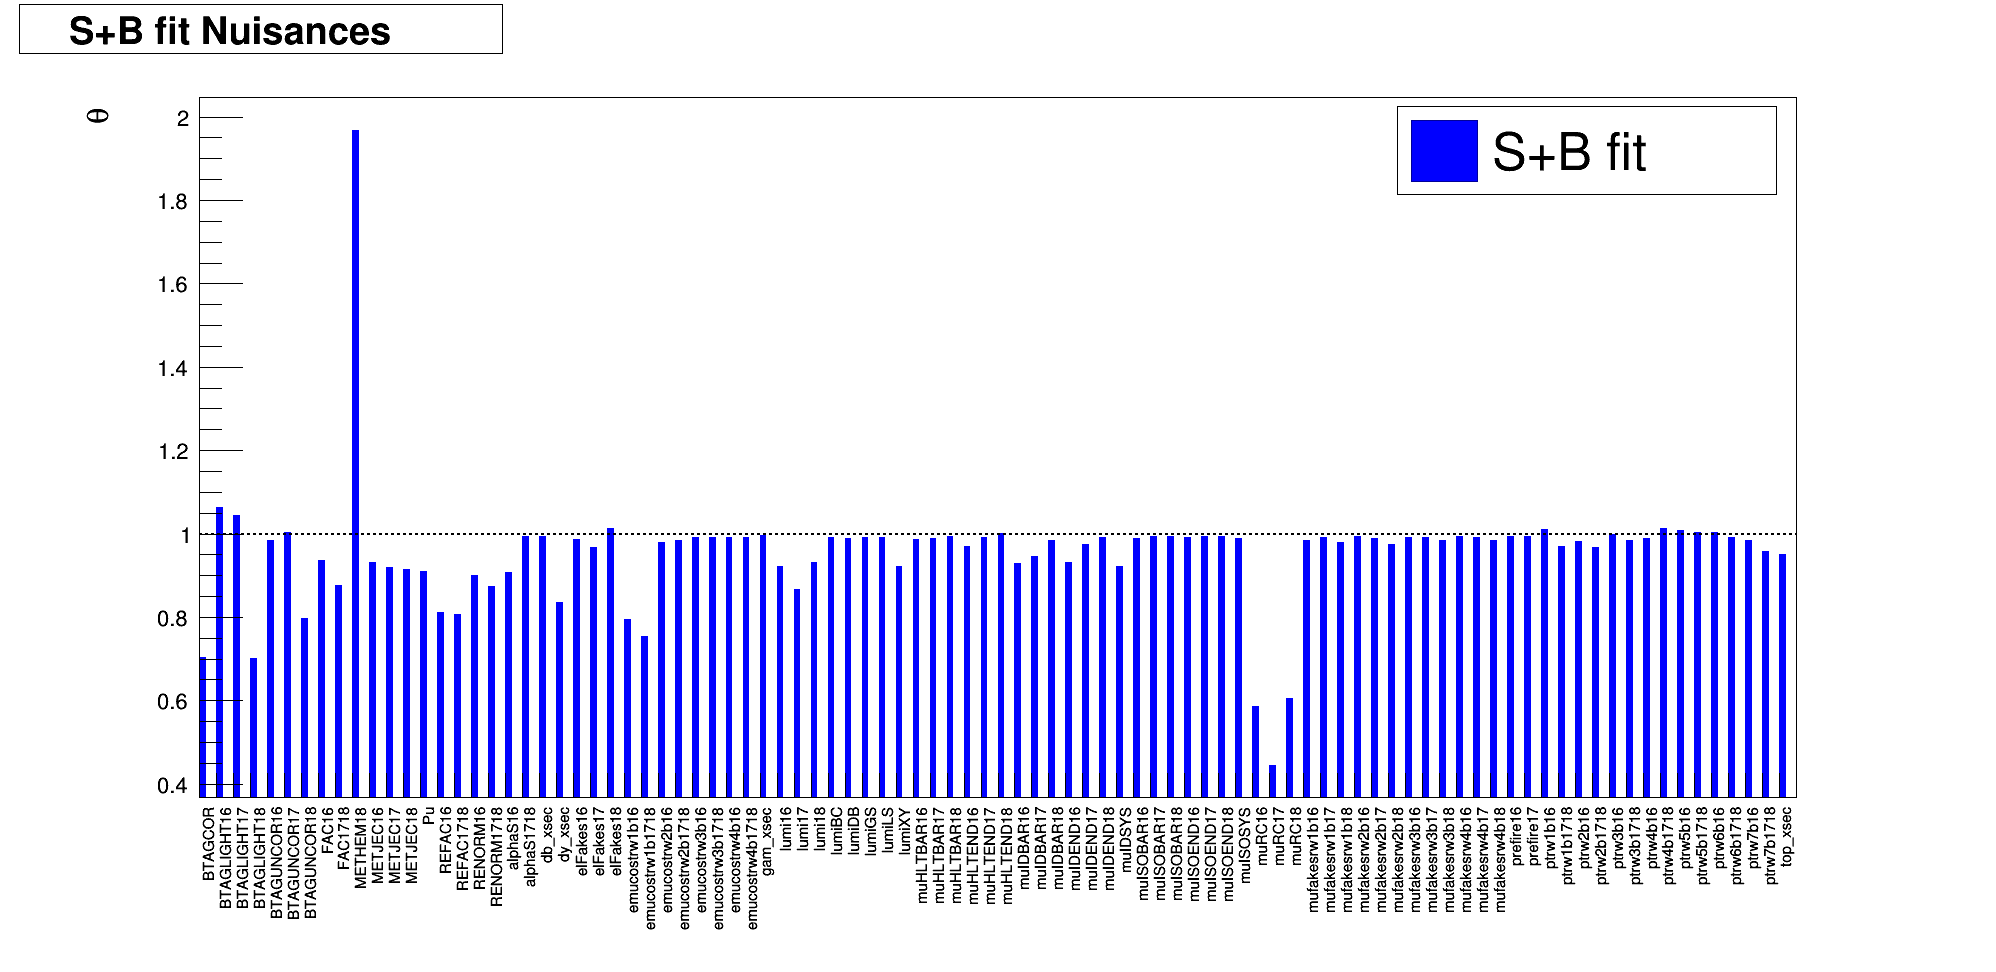 S+B fit Nuisances
θ
S+B fit
2
1.8
1.6
1.4
1.2
1
0.8
0.6
0.4
BTAGCOR
BTAGLIGHT16
BTAGLIGHT17
BTAGLIGHT18
BTAGUNCOR16
BTAGUNCOR17
BTAGUNCOR18
FAC16
FAC1718
METHEM18
METJEC16
METJEC17
METJEC18
Pu
REFAC16
REFAC1718
RENORM16
RENORM1718
alphaS16
alphaS1718
db_xsec
dy_xsec
elFakes16
elFakes17
elFakes18
emucostrw1b16
emucostrw1b1718
emucostrw2b16
emucostrw2b1718
emucostrw3b16
emucostrw3b1718
emucostrw4b16
emucostrw4b1718
gam_xsec
lumi16
lumi17
lumi18
lumiBC
lumiDB
lumiGS
lumiLS
lumiXY
muHLTBAR16
muHLTBAR17
muHLTBAR18
muHLTEND16
muHLTEND17
muHLTEND18
muIDBAR16
muIDBAR17
muIDBAR18
muIDEND16
muIDEND17
muIDEND18
muIDSYS
muISOBAR16
muISOBAR17
muISOBAR18
muISOEND16
muISOEND17
muISOEND18
muISOSYS
muRC16
muRC17
muRC18
mufakesrw1b16
mufakesrw1b17
mufakesrw1b18
mufakesrw2b16
mufakesrw2b17
mufakesrw2b18
mufakesrw3b16
mufakesrw3b17
mufakesrw3b18
mufakesrw4b16
mufakesrw4b17
mufakesrw4b18
prefire16
prefire17
ptrw1b16
ptrw1b1718
ptrw2b16
ptrw2b1718
ptrw3b16
ptrw3b1718
ptrw4b16
ptrw4b1718
ptrw5b16
ptrw5b1718
ptrw6b16
ptrw6b1718
ptrw7b16
ptrw7b1718
top_xsec